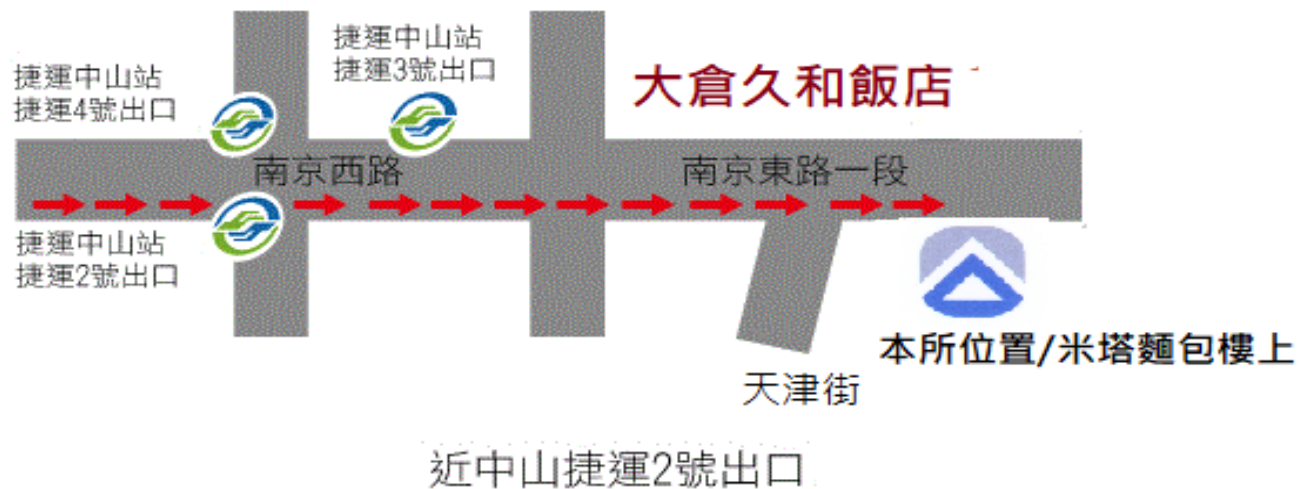 捷運中山站
捷運3號出口
捷運中山站
捷運4號出口
大倉久和飯店
南京西路
南京東路一段
捷運中山站
捷運2號出口
本所位置/米塔麵包樓上
天津街
近中山捷運2號出口